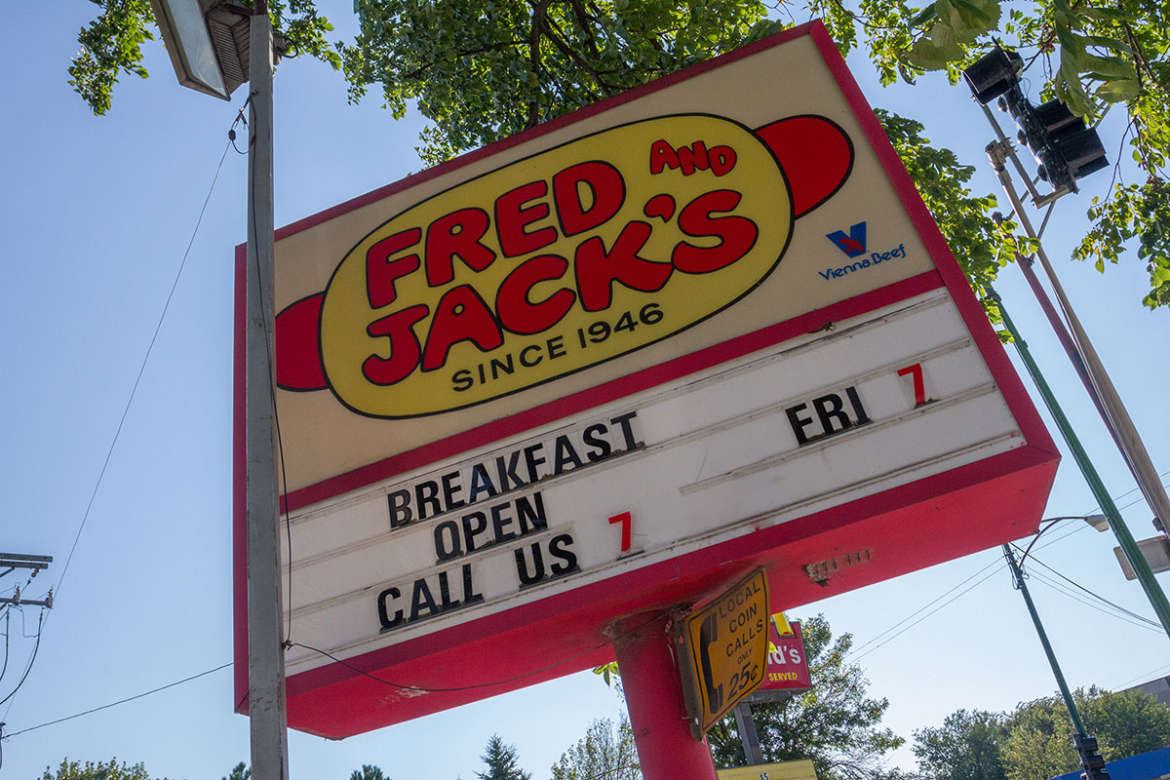 FRED AND
JACK'S
SINCE 1946
Vienna Beef
BREAKFAST FRI 7
OPEN
CALL US 7
LOCAL
COIN
CALLS
ONLY
25¢
d's
SERVED